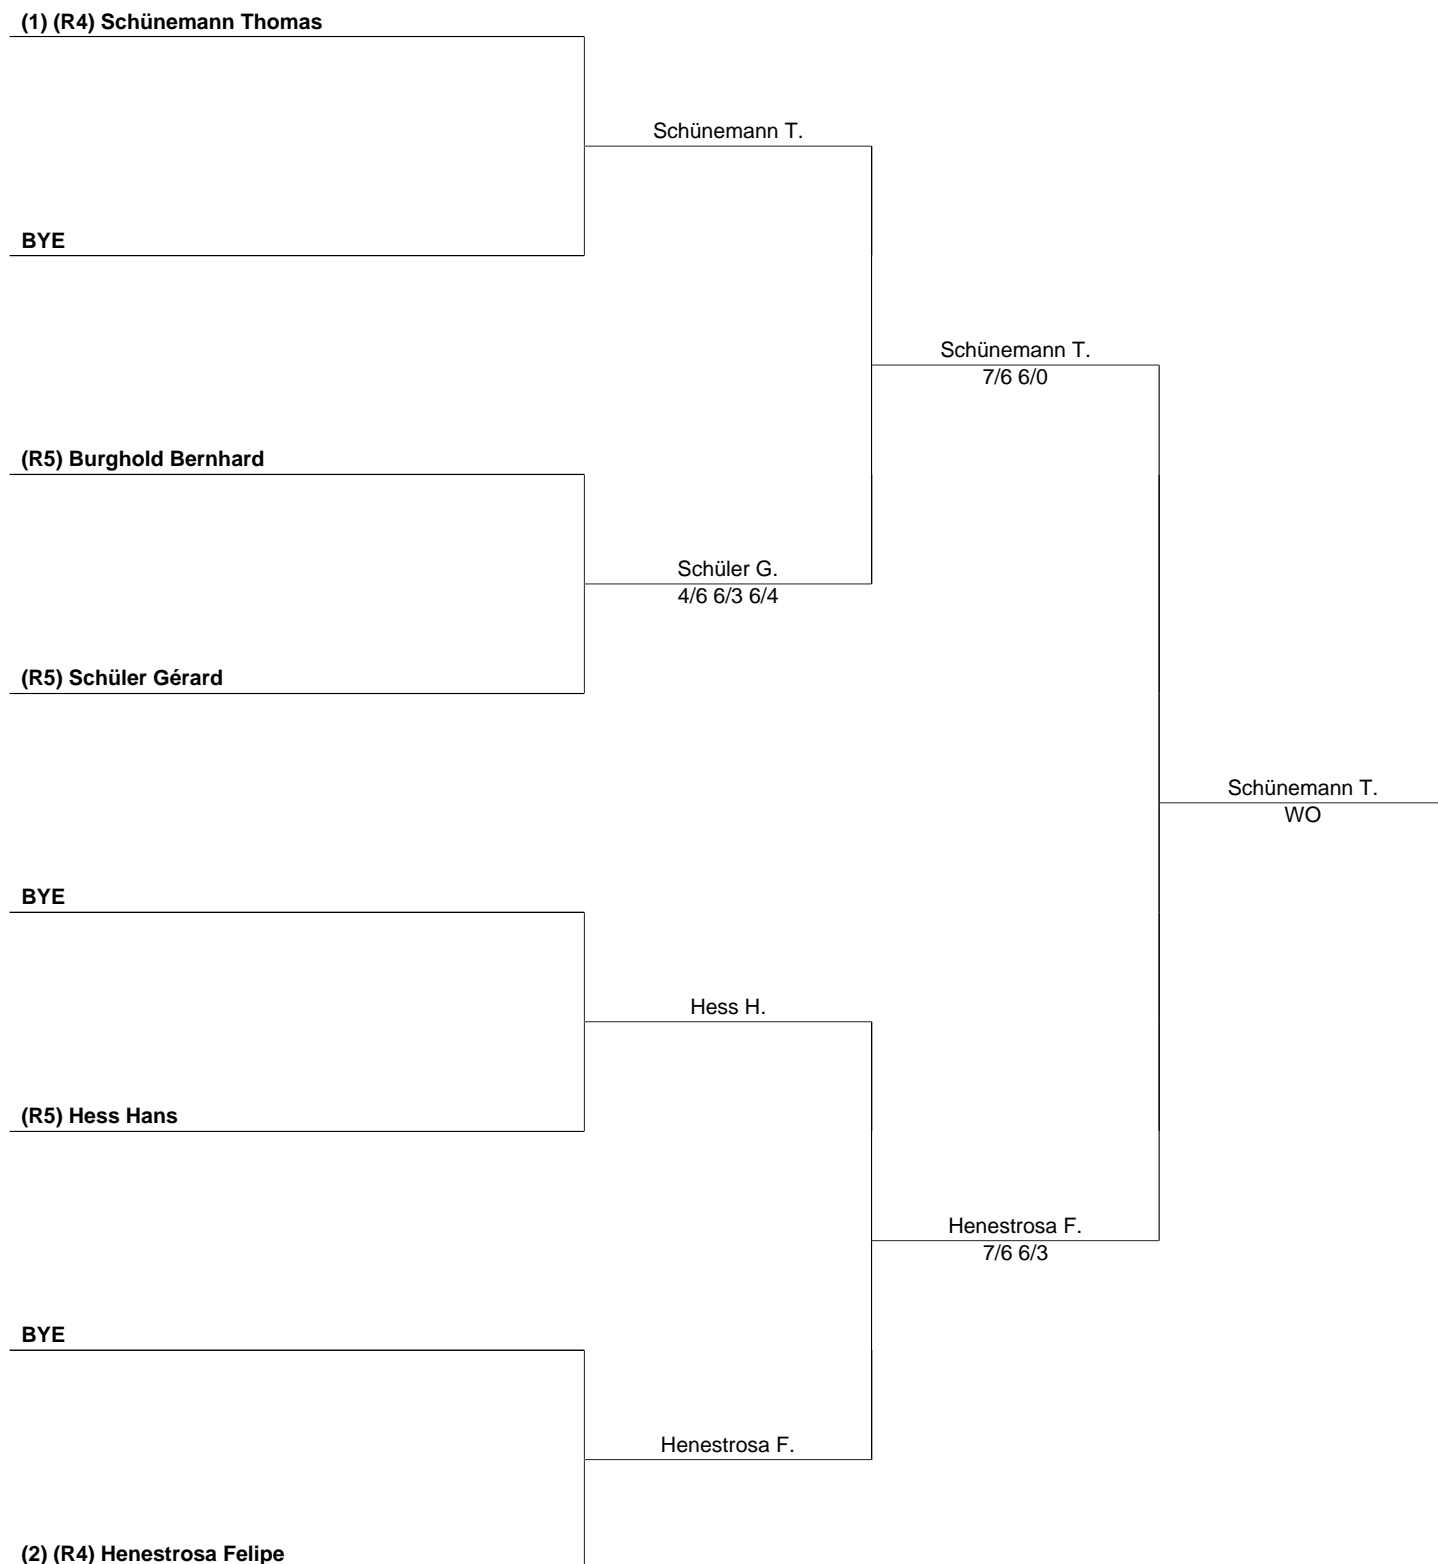 (1) (R4) Schünemann Thomas
Schünemann T.
BYE
Schünemann T.
7/6 6/0
(R5) Burghold Bernhard
Schüler G.
4/6 6/3 6/4
(R5) Schüler Gérard
Schünemann T.
WO
BYE
Hess H.
(R5) Hess Hans
Henestrosa F.
7/6 6/3
BYE
Henestrosa F.
(2) (R4) Henestrosa Felipe